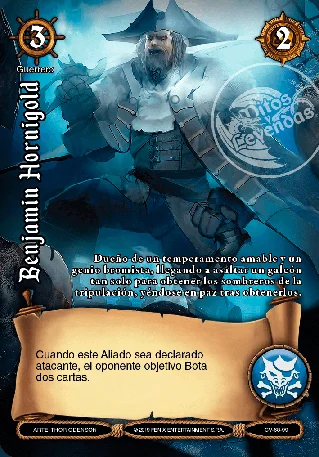 3
2
Guerrero
Mitos y Leyendas
Benjamin Hornigold
Dueño de un temperamento amable y un
genio bromista, llegando a asaltar un galeón
tan solo para obtener los sombreros de la
tripulación, yéndose en paz tras obtenerlos.
Cuando este Aliado sea declarado
atacante, el oponente objetivo Bota
dos cartas.